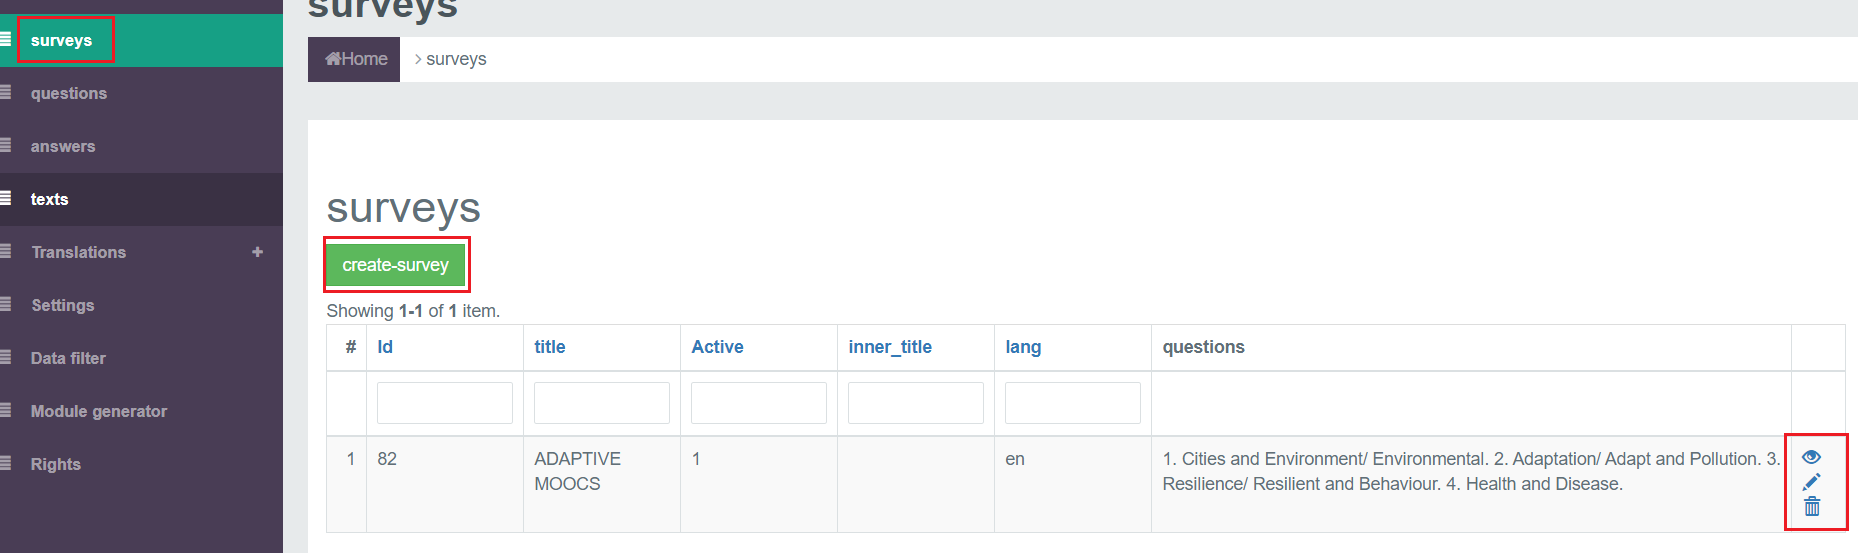 surveys
surveys
questions
answers
texts
Translations +
Settings
Data filter
Module generator
Rights
Home > surveys
surveys
create-survey
Showing 1-1 of 1 item.
# Id title Active inner_title lang questions
1 82 ADAPTIVE MOOCS 1 en 1. Cities and Environment/ Environmental. 2. Adaptation/ Adapt and Pollution. 3.
Resilience/ Resilient and Behaviour. 4. Health and Disease.